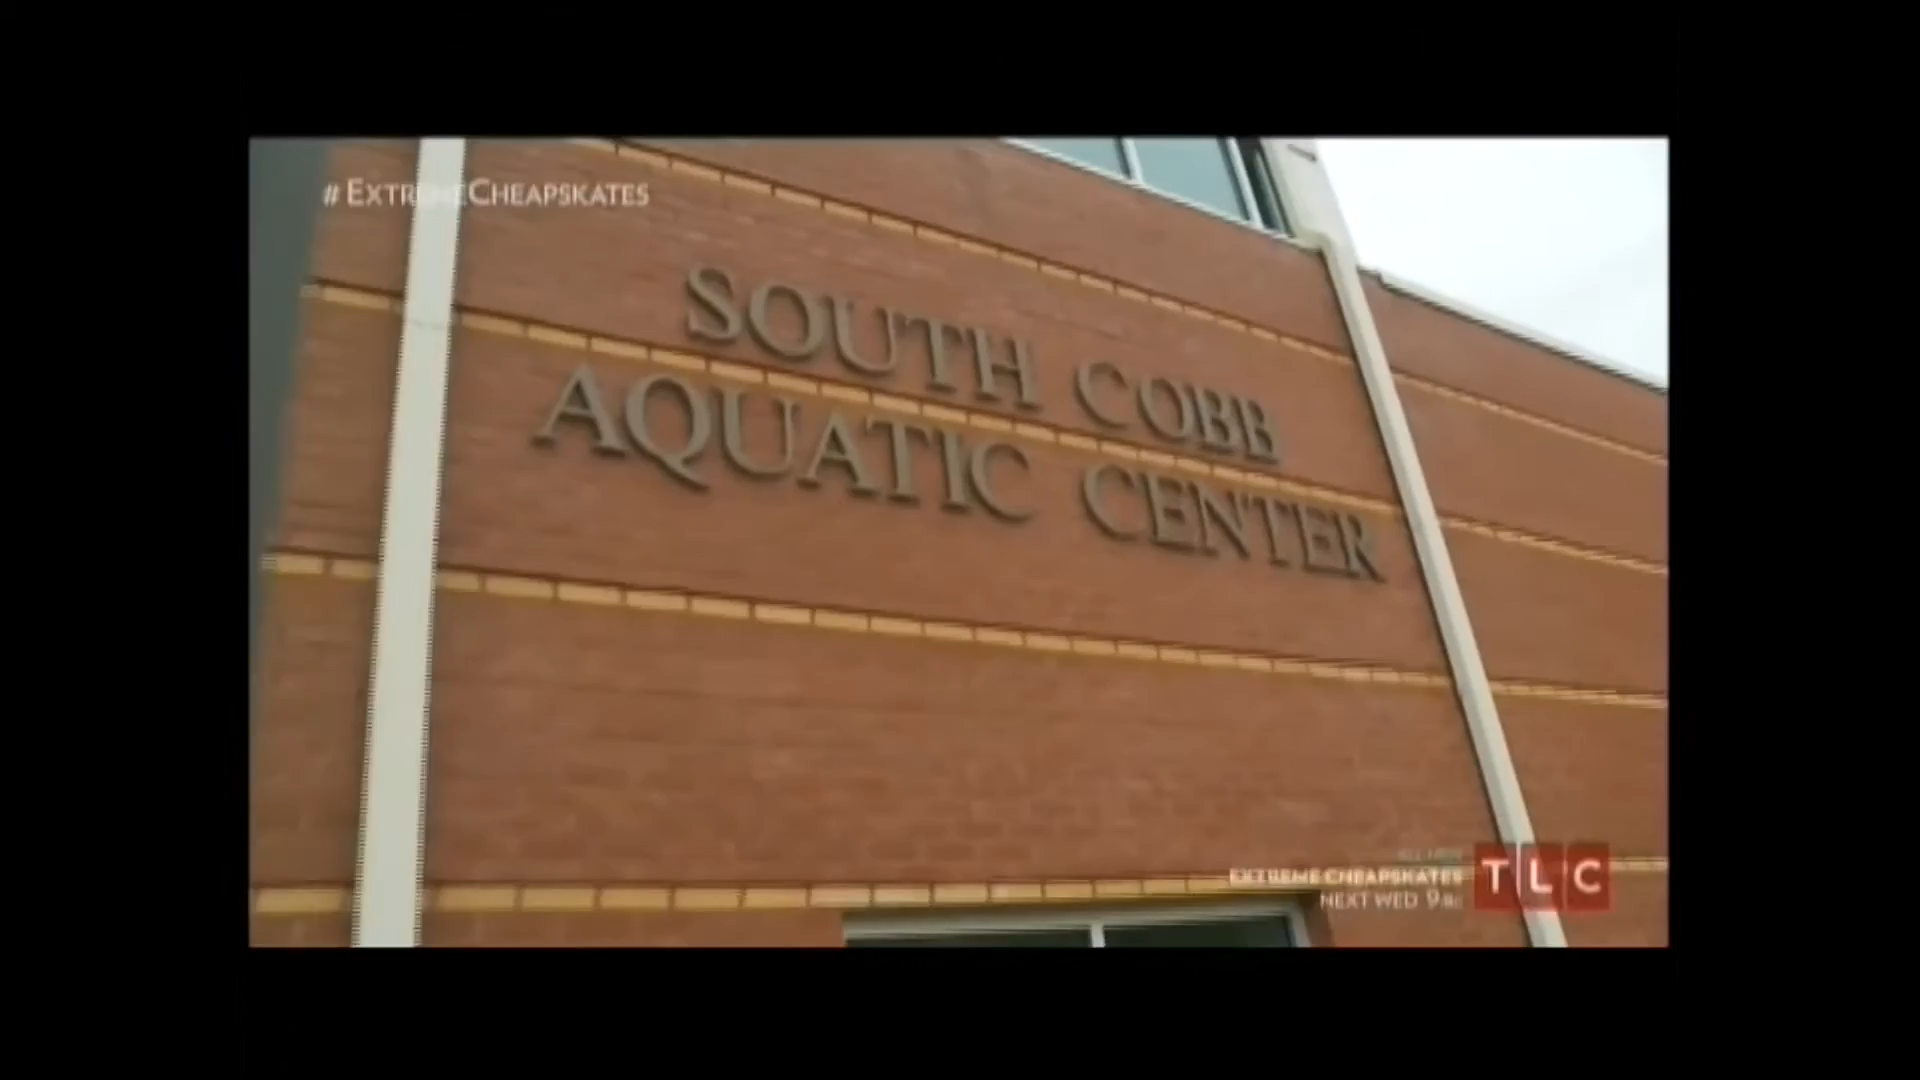 #EXTREMECHEAPSKATES
SOUTH COBB
AQUATIC CENTER
EXTREME CHEAPSKATES
NEXT WED 9
TLC